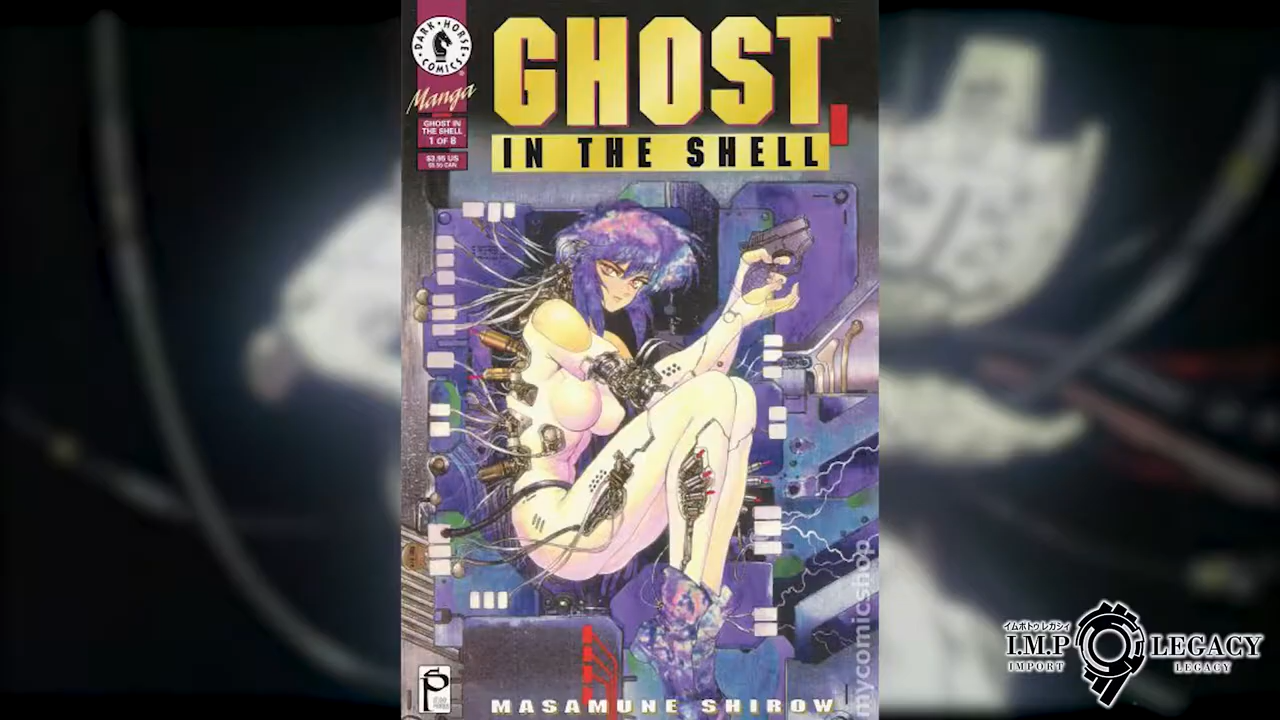 DARK HORSE
COMICS
Manga
GHOST IN
THE SHELL
1 OF 8
$3.95 US
GHOST
IN THE SHELL
mycomicshop
MASAMUNE SHIROW
イムポトゥ レガシィ
I.M.P LEGACY
IMPORT LEGACY